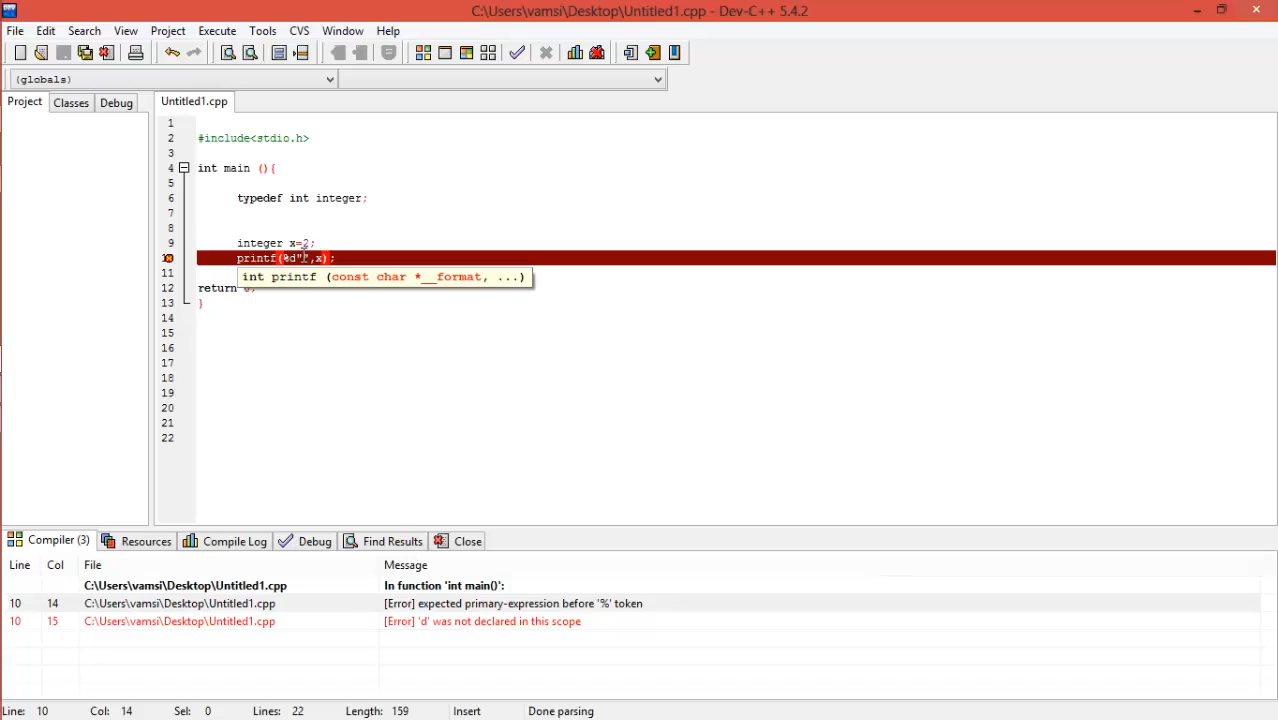 C:\Users\vamsi\Desktop\Untitled1.cpp - Dev-C++ 5.4.2
File Edit Search View Project Execute Tools CVS Window Help
(globals)
Project Classes Debug Untitled1.cpp
1
2 #include<stdio.h>
3
4 int main (){
5
6 typedef int integer;
7
8
9 integer x=2;
10 printf(%d"",x);
int printf (const char *__format, ...)
11
12 return 0;
13 }
14
15
16
17
18
19
20
21
22
Compiler (3) Resources Compile Log Debug Find Results Close
Line Col File Message
C:\Users\vamsi\Desktop\Untitled1.cpp In function 'int main()':
10 14 C:\Users\vamsi\Desktop\Untitled1.cpp [Error] expected primary-expression before '%' token
10 15 C:\Users\vamsi\Desktop\Untitled1.cpp [Error] 'd' was not declared in this scope
Line: 10 Col: 14 Sel: 0 Lines: 22 Length: 159 Insert Done parsing